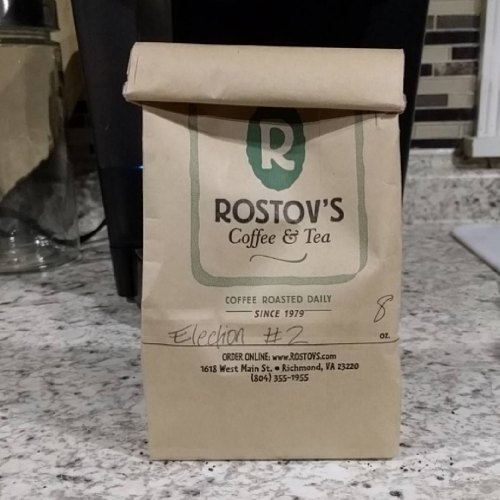 R
ROSTOV'S
Coffee & Tea
COFFEE ROASTED DAILY
SINCE 1979
Election #2 8 OZ.
ORDER ONLINE: www.ROSTOVS.com
1618 West Main St. • Richmond, VA 23220
(804) 355-1955